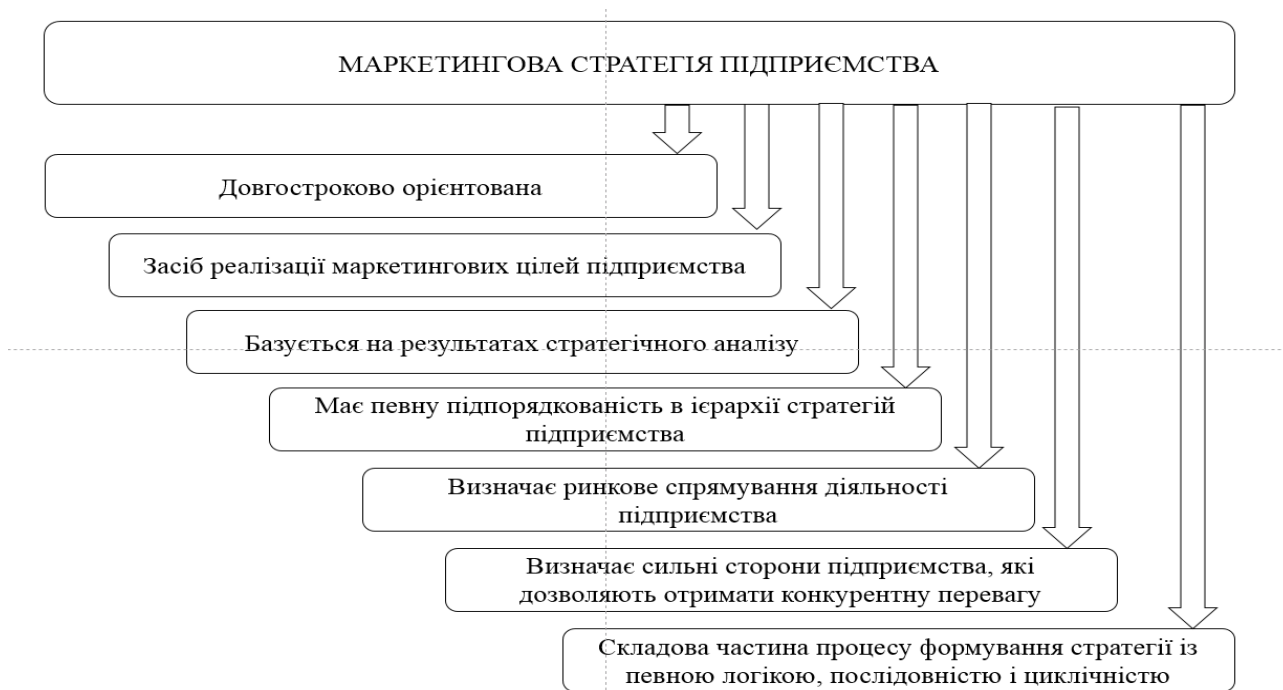 МАРКЕТИНГОВА СТРАТЕГІЯ ПІДПРИЄМСТВА
Довгостроково орієнтована
Засіб реалізації маркетингових цілей підприємства
Базується на результатах стратегічного аналізу
Має певну підпорядкованість в ієрархії стратегій
підприємства
Визначає ринкове спрямування діяльності
підприємства
Визначає сильні сторони підприємства, які
дозволяють отримати конкурентну перевагу
Складова частина процесу формування стратегії із
певною логікою, послідовністю і циклічністю